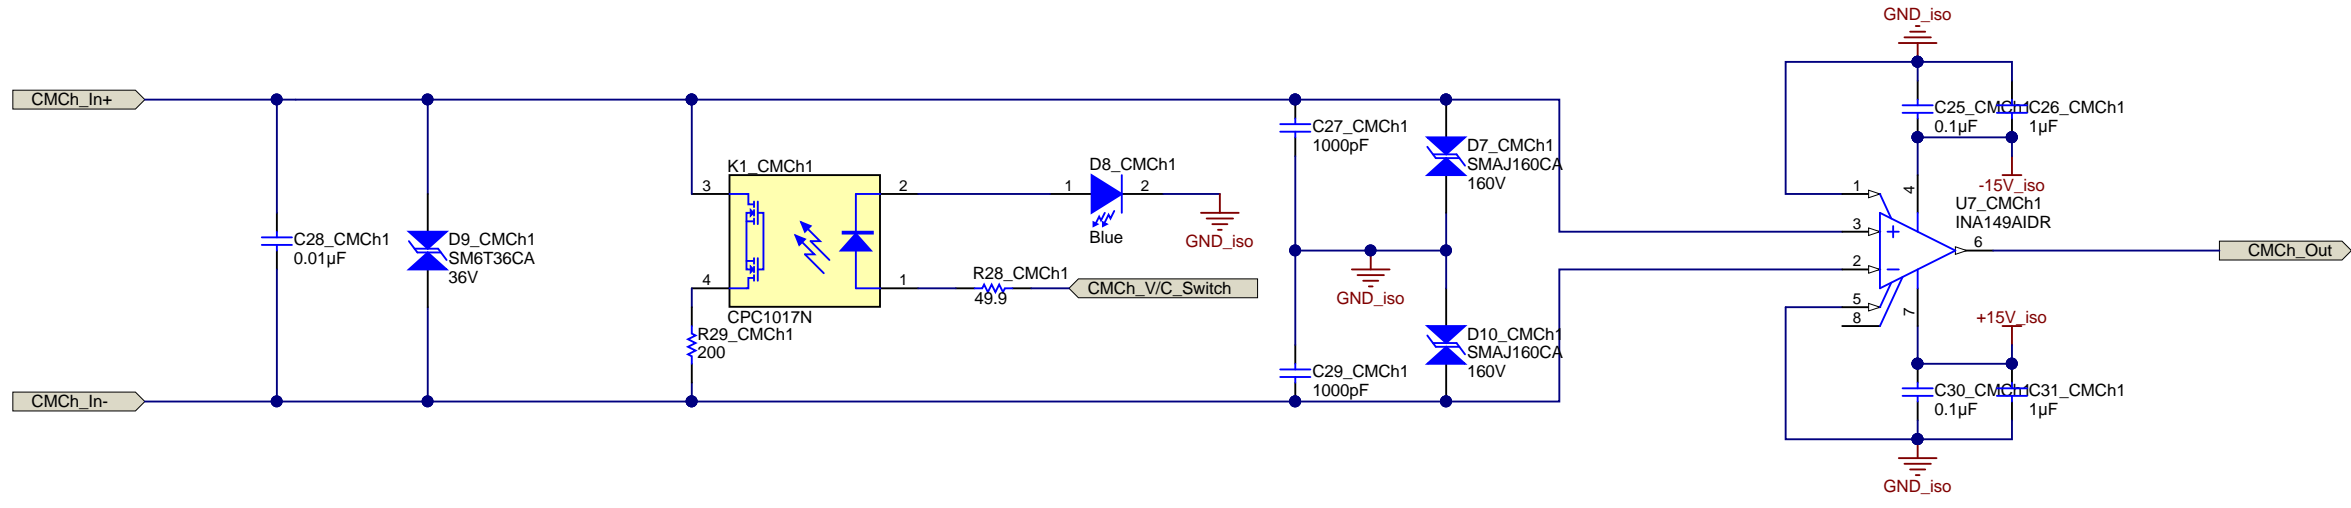 GND_iso
CMCh_In+
C25_CMCh1
0.1µF
C26_CMCh1
1µF
C27_CMCh1
1000pF
D7_CMCh1
SMAJ160CA
160V
K1_CMCh1
3
2
4
1
CPC1017N
D8_CMCh1
1
2
Blue
GND_iso
-15V_iso
U7_CMCh1
INA149AIDR
1
4
3
2
5
8
7
6
CMCh_Out
C28_CMCh1
0.01µF
D9_CMCh1
SM6T36CA
36V
R28_CMCh1
49.9
CMCh_V/C_Switch
GND_iso
+15V_iso
R29_CMCh1
200
D10_CMCh1
SMAJ160CA
160V
C29_CMCh1
1000pF
CMCh_In-
C30_CMCh1
0.1µF
C31_CMCh1
1µF
GND_iso